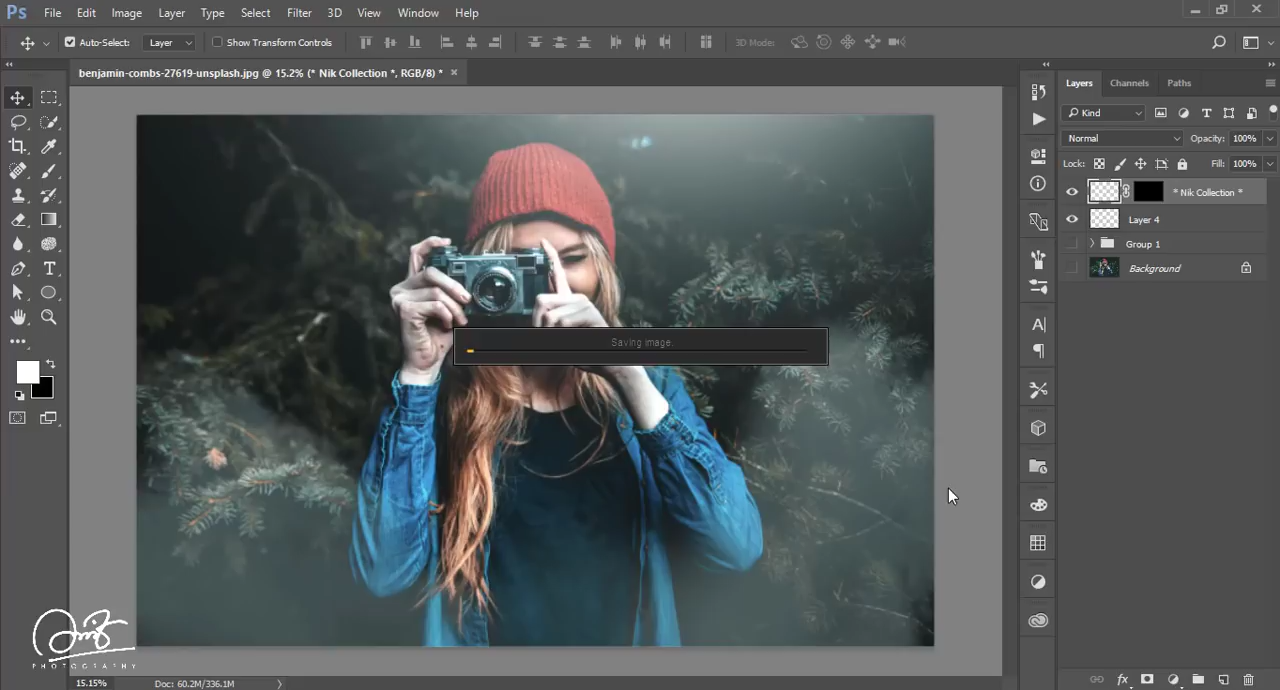 Ps File Edit Image Layer Type Select Filter 3D View Window Help
Auto-Select: Layer Show Transform Controls 3D Mode:
benjamin-combs-27619-unsplash.jpg @ 15.2% (* Nik Collection *, RGB/8) *
Layers Channels Paths
Kind
Normal Opacity: 100%
Lock: Fill: 100%
* Nik Collection *
Layer 4
Group 1
Background
Saving image.
PHOTOGRAPHY
15.15% Doc: 60.2M/336.1M